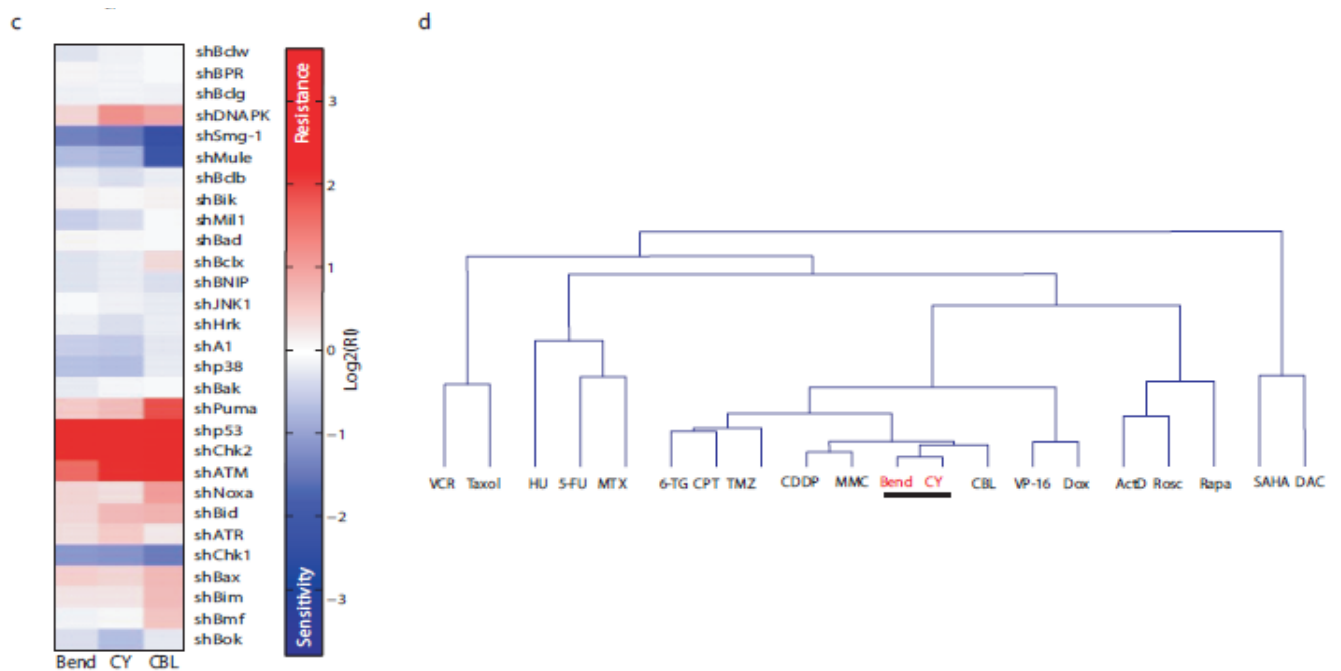 c
shBclw
shBPR
shBclg
shDNAPK
shSmg-1
shMule
shBclb
shBik
shMil1
shBad
shBclx
shBNIP
shJNK1
shHrk
shA1
shp38
shBak
shPuma
shp53
shChk2
shATM
shNoxa
shBid
shATR
shChk1
shBax
shBim
shBmf
shBok
Bend CY CBL
Resistance
Sensitivity
3
2
1
0
−1
−2
−3
Log2(RI)
d
VCR Taxol HU 5-FU MTX 6-TG CPT TMZ CDDP MMC Bend CY CBL VP-16 Dox ActD Rosc Rapa SAHA DAC